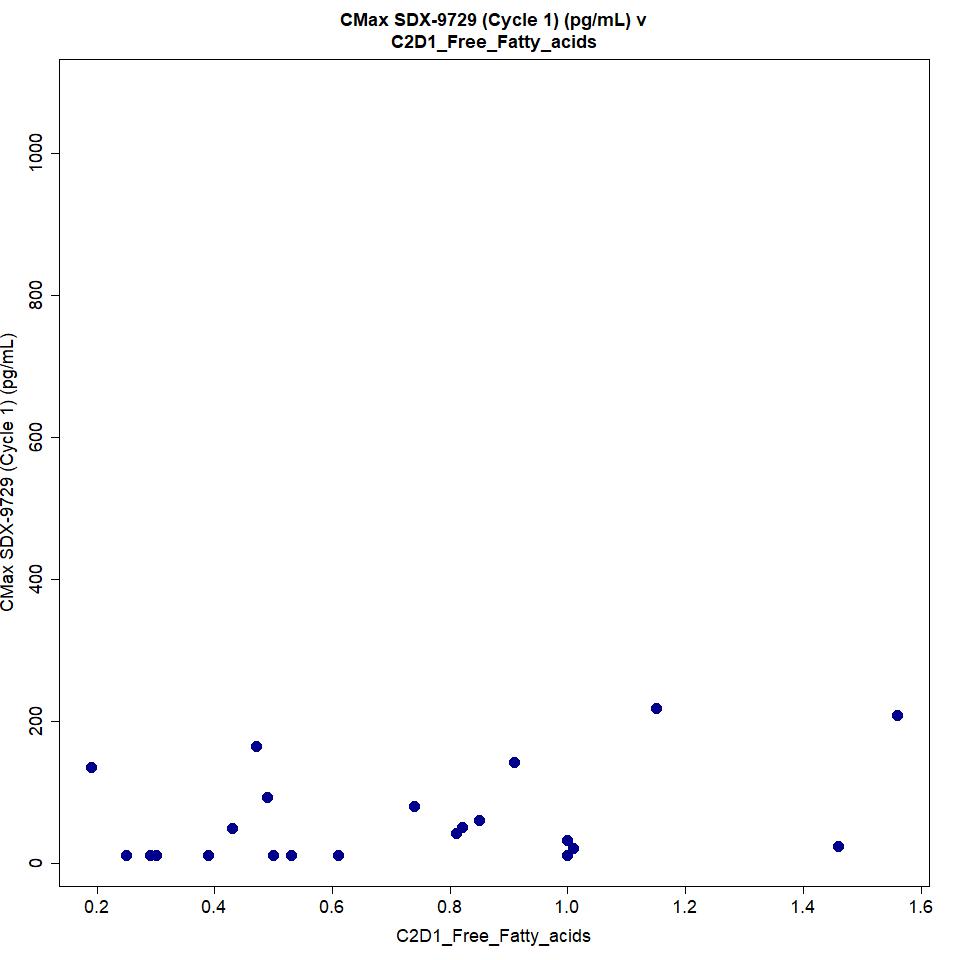 CMax SDX-9729 (Cycle 1) (pg/mL) v
C2D1_Free_Fatty_acids
1000
800
600
400
200
0
CMax SDX-9729 (Cycle 1) (pg/mL)
0.2 0.4 0.6 0.8 1.0 1.2 1.4 1.6
C2D1_Free_Fatty_acids